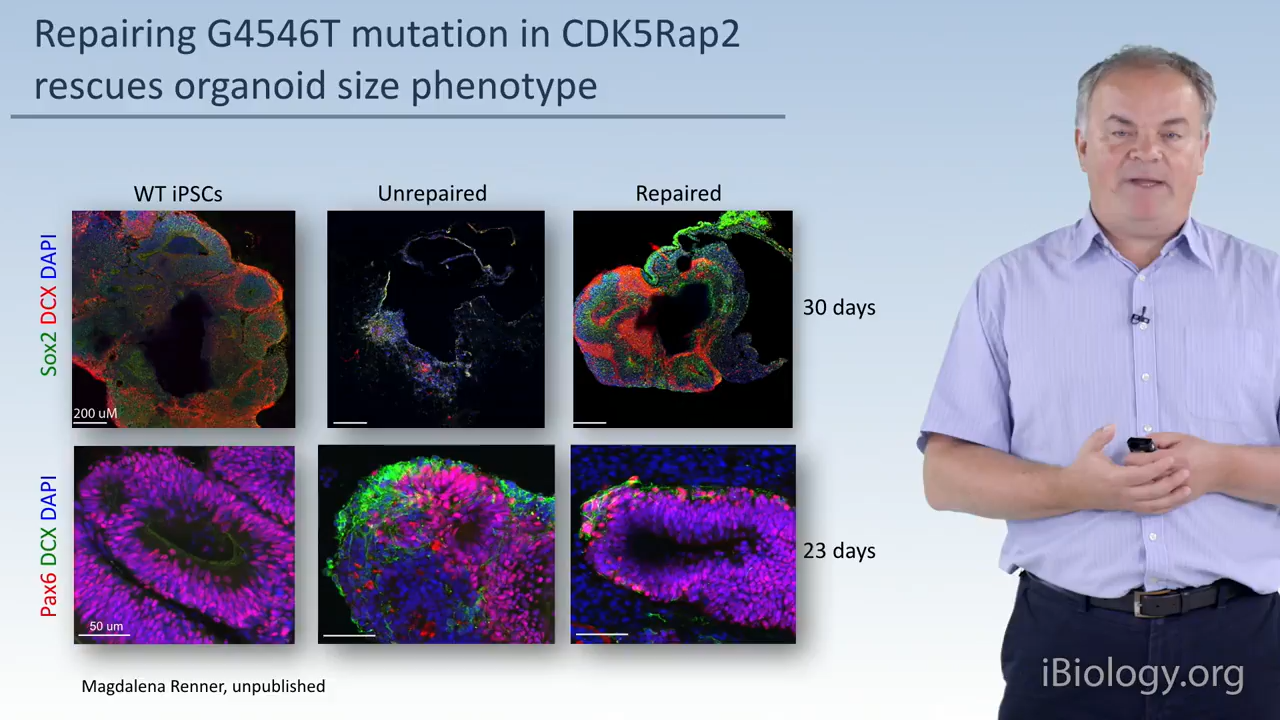 Repairing G4546T mutation in CDK5Rap2
rescues organoid size phenotype
WT iPSCs
Unrepaired
Repaired
Sox2 DCX DAPI
200 uM
30 days
Pax6 DCX DAPI
50 um
23 days
Magdalena Renner, unpublished
iBiology.org